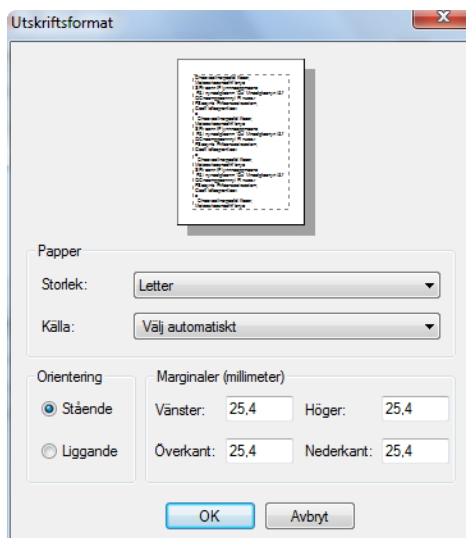 Utskriftsformat
Papper
Storlek: Letter
Källa: Välj automatiskt
Orientering Marginaler (millimeter)
Stående Vänster: 25,4 Höger: 25,4
Liggande Överkant: 25,4 Nederkant: 25,4
OK Avbryt